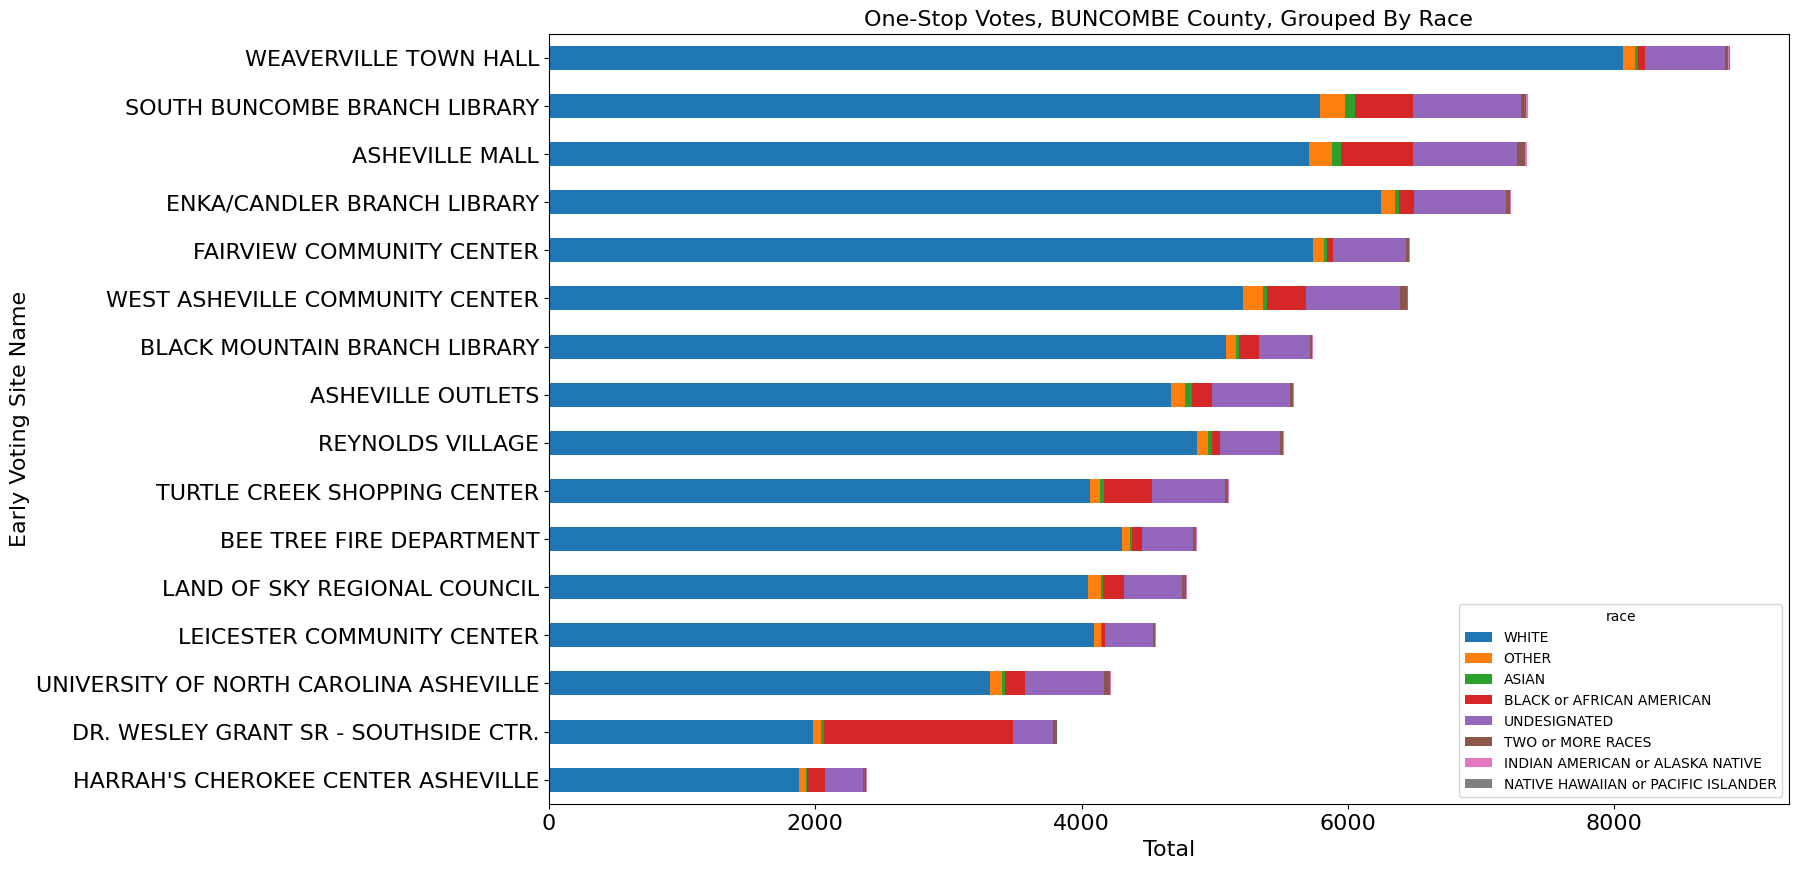 One-Stop Votes, BUNCOMBE County, Grouped By Race
Early Voting Site Name
WEAVERVILLE TOWN HALL
SOUTH BUNCOMBE BRANCH LIBRARY
ASHEVILLE MALL
ENKA/CANDLER BRANCH LIBRARY
FAIRVIEW COMMUNITY CENTER
WEST ASHEVILLE COMMUNITY CENTER
BLACK MOUNTAIN BRANCH LIBRARY
ASHEVILLE OUTLETS
REYNOLDS VILLAGE
TURTLE CREEK SHOPPING CENTER
BEE TREE FIRE DEPARTMENT
LAND OF SKY REGIONAL COUNCIL
LEICESTER COMMUNITY CENTER
UNIVERSITY OF NORTH CAROLINA ASHEVILLE
DR. WESLEY GRANT SR - SOUTHSIDE CTR.
HARRAH'S CHEROKEE CENTER ASHEVILLE
race
WHITE
OTHER
ASIAN
BLACK or AFRICAN AMERICAN
UNDESIGNATED
TWO or MORE RACES
INDIAN AMERICAN or ALASKA NATIVE
NATIVE HAWAIIAN or PACIFIC ISLANDER
0 2000 4000 6000 8000
Total